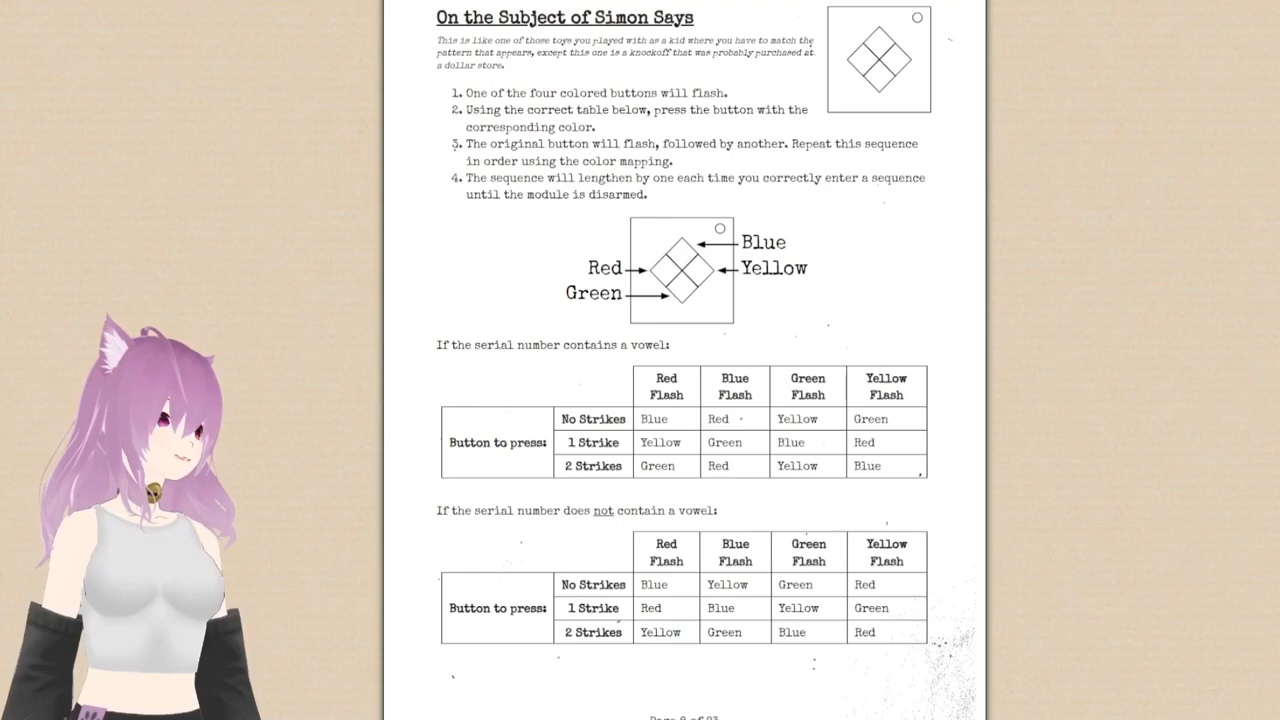 On the Subject of Simon Says
This is like one of those toys you played with as a kid where you have to match the
pattern that appears, except this one is a knockoff that was probably purchased at
a dollar store.
1. One of the four colored buttons will flash.
2. Using the correct table below, press the button with the
corresponding color.
3. The original button will flash, followed by another. Repeat this sequence
in order using the color mapping.
4. The sequence will lengthen by one each time you correctly enter a sequence
until the module is disarmed.
Blue
Red
Yellow
Green
If the serial number contains a vowel:
Red Flash Blue Flash Green Flash Yellow Flash
Button to press:
No Strikes Blue Red Yellow Green
1 Strike Yellow Green Blue Red
2 Strikes Green Red Yellow Blue
If the serial number does not contain a vowel:
Red Flash Blue Flash Green Flash Yellow Flash
Button to press:
No Strikes Blue Yellow Green Red
1 Strike Red Blue Yellow Green
2 Strikes Yellow Green Blue Red